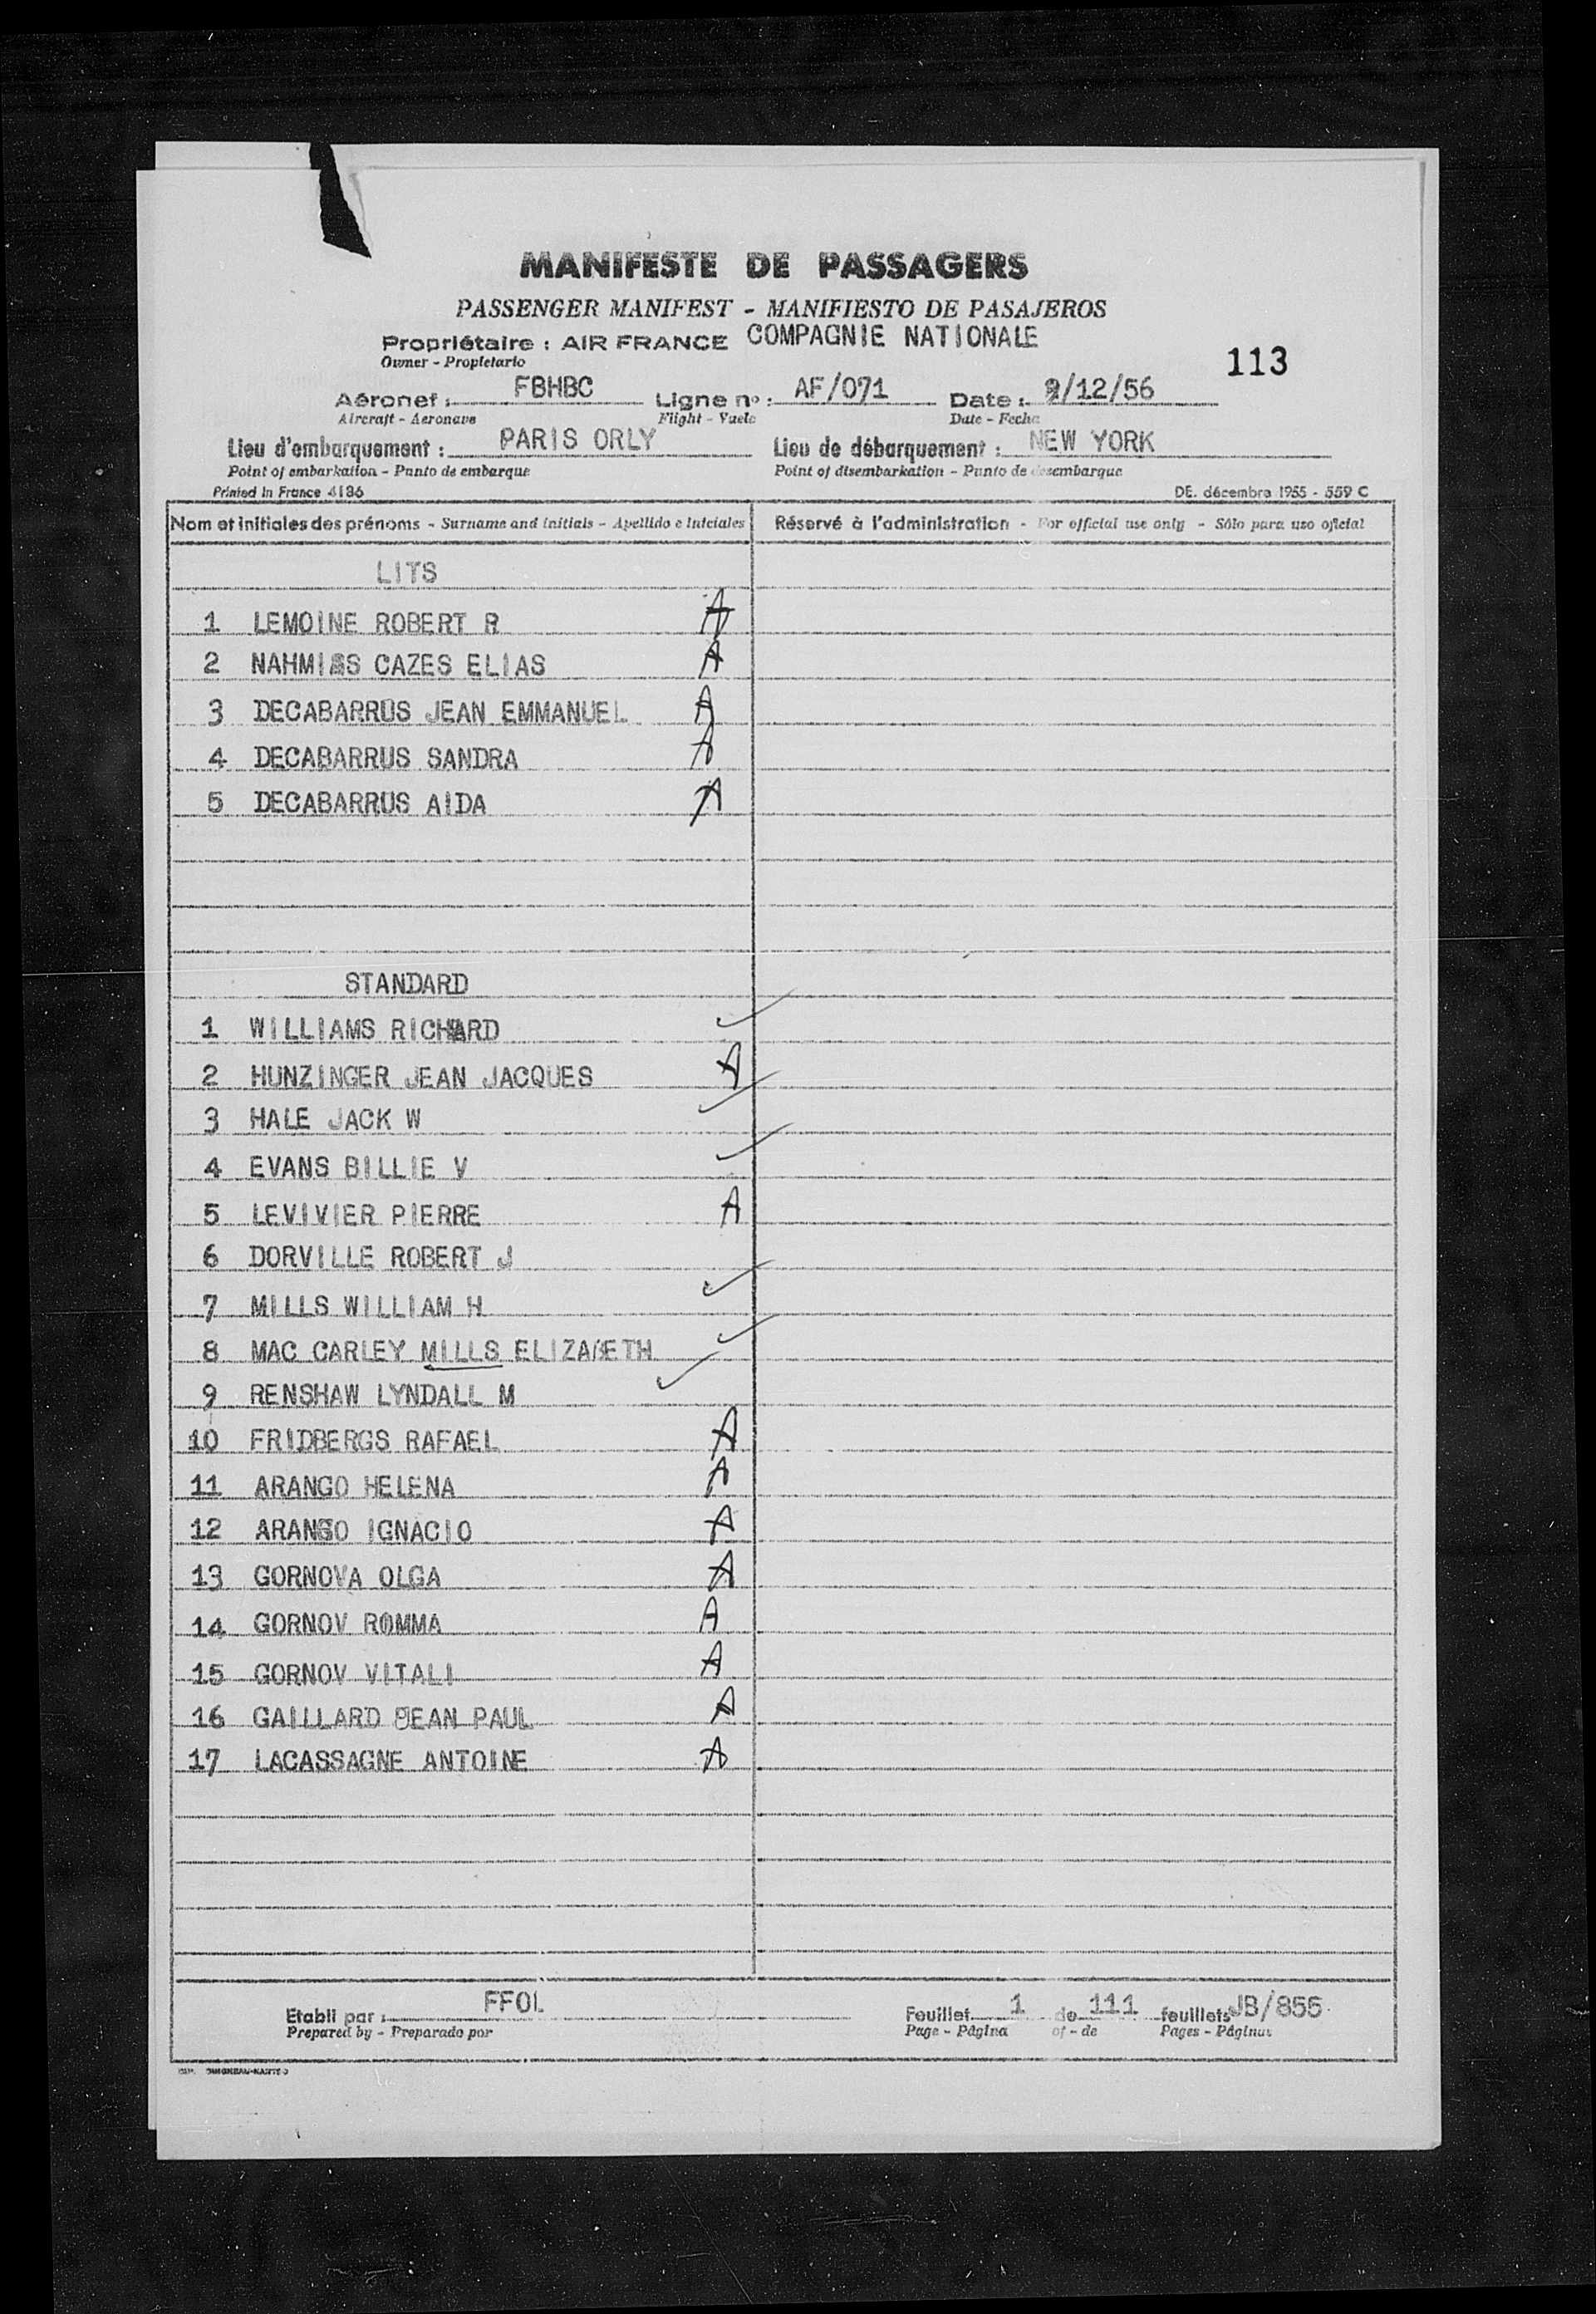 MANIFESTE DE PASSAGERS
PASSENGER MANIFEST - MANIFIESTO DE PASAJEROS
Propriétaire : AIR FRANCE COMPAGNIE NATIONALE
Owner - Propietario
113
Aéronef : FBHBC Ligne n° : AF/071 Date : /12/56
Aircraft - Aeronave Flight - Vuelo Date - Fecha
Lieu d'embarquement : PARIS ORLY Lieu de débarquement : NEW YORK
Point of embarkation - Punto de embarque Point of disembarkation - Punto de desembarque
Printed in France 4186 DE. décembre 1955 - 559 C
Nom et initiales des prénoms - Surname and initials - Apellido e iniciales Réservé à l'administration - For official use only - Sólo para uso oficial
LITS
1 LEMOINE ROBERT R A
2 NAHMIAS CAZES ELIAS A
3 DECABARRUS JEAN EMMANUEL A
4 DECABARRUS SANDRA A
5 DECABARRUS AIDA A
STANDARD
1 WILLIAMS RICHARD ✓
2 HUNZINGER JEAN JACQUES A
3 HALE JACK W ✓
4 EVANS BILLIE V ✓
5 LEVIVIER PIERRE A
6 DORVILLE ROBERT J
7 MILLS WILLIAM H ✓
8 MAC CARLEY MILLS ELIZABETH ✓
9 RENSHAW LYNDALL M ✓
10 FRIDBERGS RAFAEL A
11 ARANGO HELENA A
12 ARANGO IGNACIO A
13 GORNOVA OLGA A
14 GORNOV ROMMA A
15 GORNOV VITALI A
16 GAILLARD JEAN PAUL A
17 LACASSAGNE ANTOINE A
Etabli par : FFOL Feuillet 1 de 111 feuillets JB/855
Prepared by - Preparado por Page - Página of - de Pages - Páginas